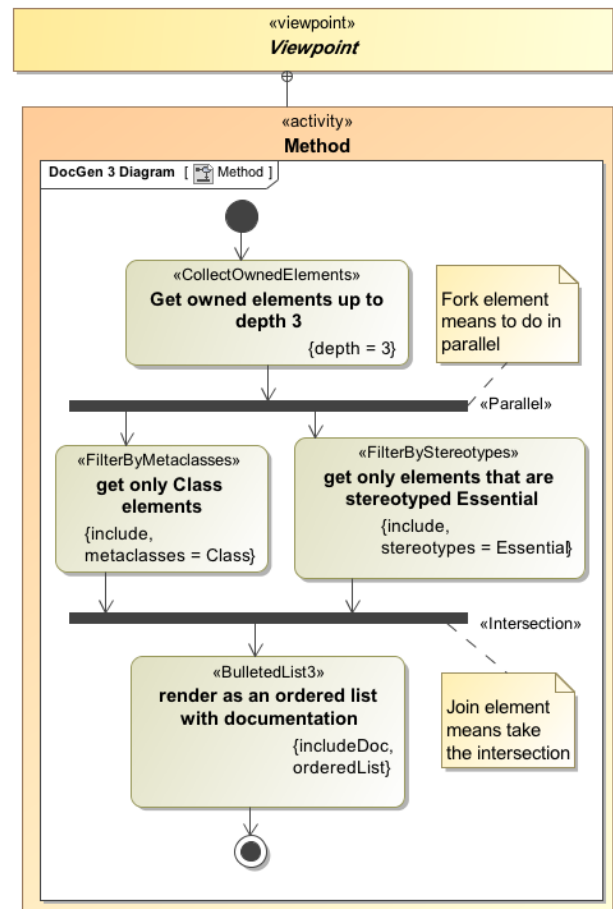 «viewpoint»
Viewpoint
«activity»
Method
DocGen 3 Diagram [ Method ]
«CollectOwnedElements»
Get owned elements up to
depth 3
{depth = 3}
Fork element
means to do in
parallel
«Parallel»
«FilterByMetaclasses»
get only Class
elements
{include,
metaclasses = Class}
«FilterByStereotypes»
get only elements that are
stereotyped Essential
{include,
stereotypes = Essential}
«Intersection»
«BulletedList3»
render as an ordered list
with documentation
{includeDoc,
orderedList}
Join element
means take
the intersection